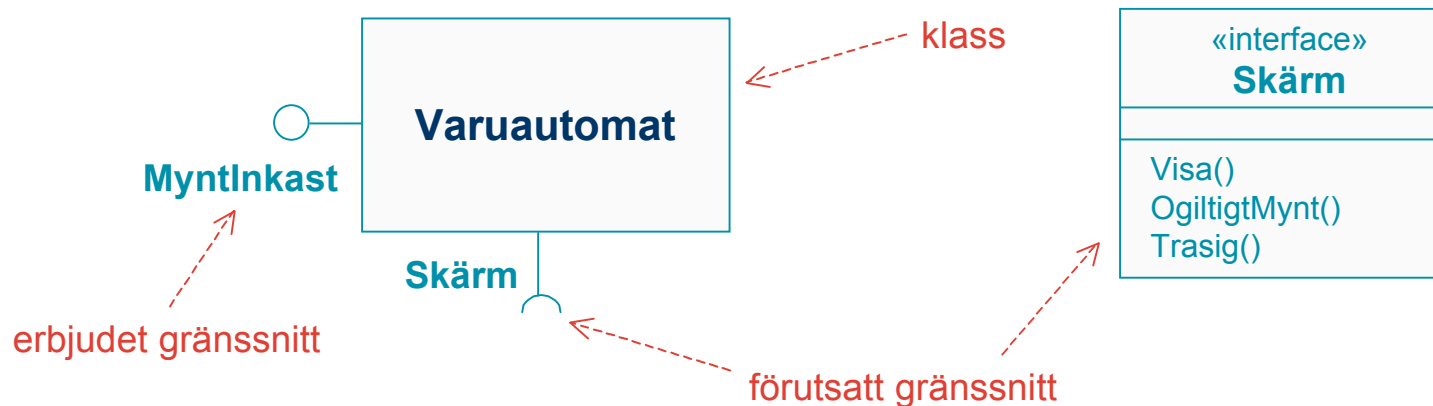 klass
«interface»
Skärm
Varuautomat
MyntInkast
Visa()
OgiltigtMynt()
Trasig()
Skärm
erbjudet gränssnitt
förutsatt gränssnitt